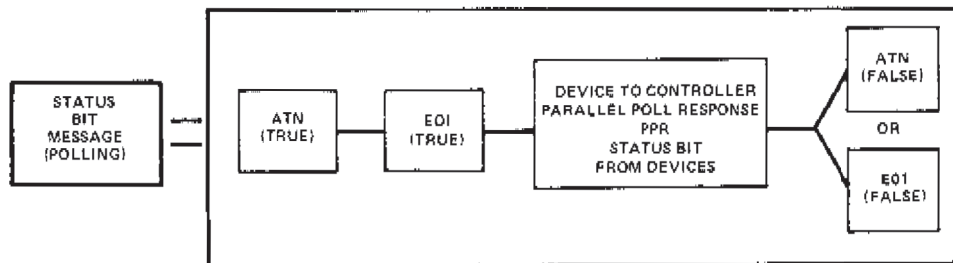 STATUS
BIT
MESSAGE
(POLLING)
=
ATN
(TRUE)
EOI
(TRUE)
DEVICE TO CONTROLLER
PARALLEL POLL RESPONSE
PPR
STATUS BIT
FROM DEVICES
ATN
(FALSE)
OR
E01
(FALSE)